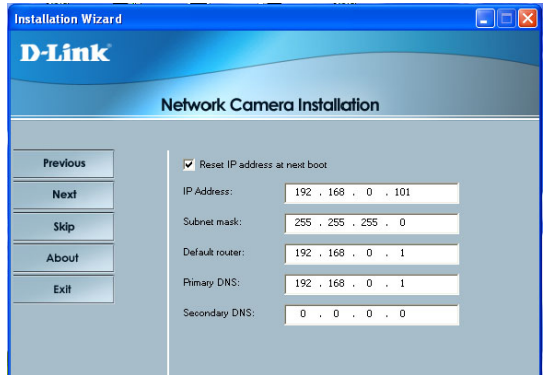 Installation Wizard
D-Link
Network Camera Installation
Previous
Next
Skip
About
Exit
Reset IP address at next boot
IP Address: 192 . 168 . 0 . 101
Subnet mask: 255 . 255 . 255 . 0
Default router: 192 . 168 . 0 . 1
Primary DNS: 192 . 168 . 0 . 1
Secondary DNS: 0 . 0 . 0 . 0